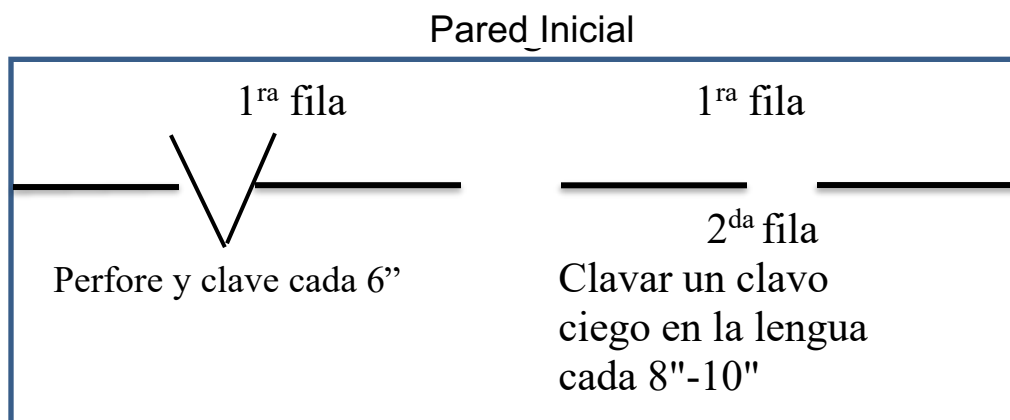 Pared Inicial
1ra fila
1ra fila
2da fila
Perfore y clave cada 6”
Clavar un clavo
ciego en la lengua
cada 8"-10"